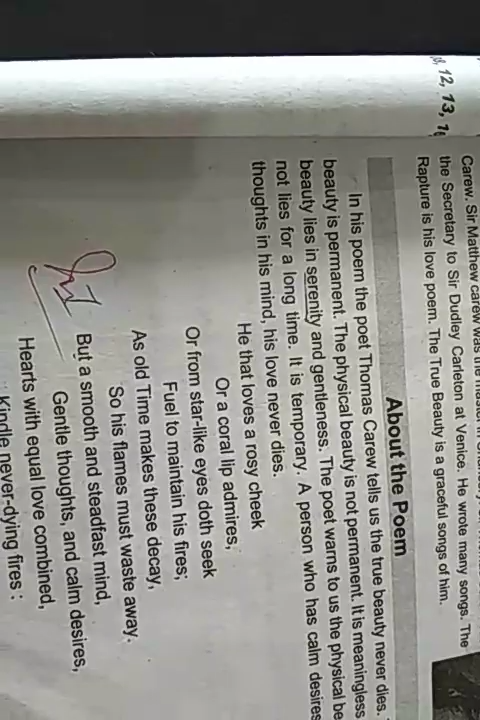 12, 13,
Carew. Sir Matthew carew was the
the Secretary to Sir Dudley Carleton at Venice. He wrote many songs. The
Rapture is his love poem. The True Beauty is a graceful songs of him.
About the Poem
In his poem the poet Thomas Carew tells us the true beauty never dies.
beauty is permanent. The physical beauty is not permanent. It is meaningless
beauty lies in serenity and gentleness. The poet wams to us the physical be
not lies for a long time. It is temporary. A person who has calm desires
thoughts in his mind, his love never dies.
He that loves a rosy cheek
Or a coral lip admires,
Or from star-like eyes doth seek
Fuel to maintain his fires;
As old Time makes these decay,
So his flames must waste away.
But a smooth and steadfast mind,
Gentle thoughts, and calm desires,
Hearts with equal love combined,
Kindle never-dying fires :